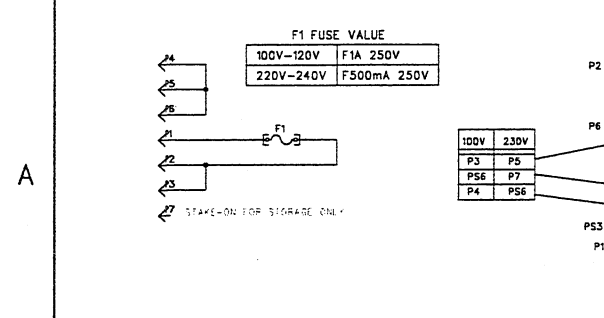 F1 FUSE VALUE
100V-120V F1A 250V
220V-240V F500mA 250V
P4
P5
P6
P1
F1
P2
P3
P7 STAKE-ON FOR STORAGE ONLY
A
100V 230V
P3 P5
PS6 P7
P4 PS6
P2
P6
PS3
P1